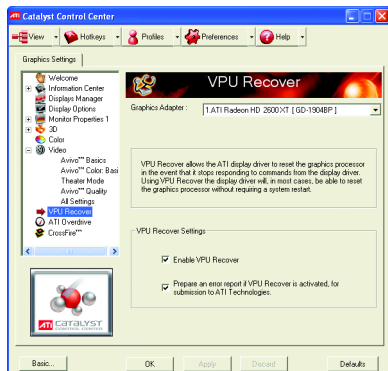 ATI Catalyst Control Center
View
Hotkeys
Profiles
Preferences
Help
Graphics Settings
Welcome
Information Center
Displays Manager
Display Options
Monitor Properties 1
3D
Color
Video
Avivo™ Basics
Avivo™ Color: Basi
Theater Mode
Avivo™ Quality
All Settings
VPU Recover
ATI Overdrive
CrossFire™
ATI CATALYST
CONTROL CENTER
VPU Recover
Graphics Adapter :
1.ATI Radeon HD 2600 XT [ GD-1904BP ]
VPU Recover allows the ATI display driver to reset the graphics processor
in the event that it stops responding to commands from the display driver.
Using VPU Recover the display driver will, in most cases, be able to reset
the graphics processor without requiring a system restart.
VPU Recover Settings
Enable VPU Recover
Prepare an error report if VPU Recover is activated, for
submission to ATI Technologies.
Basic...
OK
Apply
Discard
Defaults